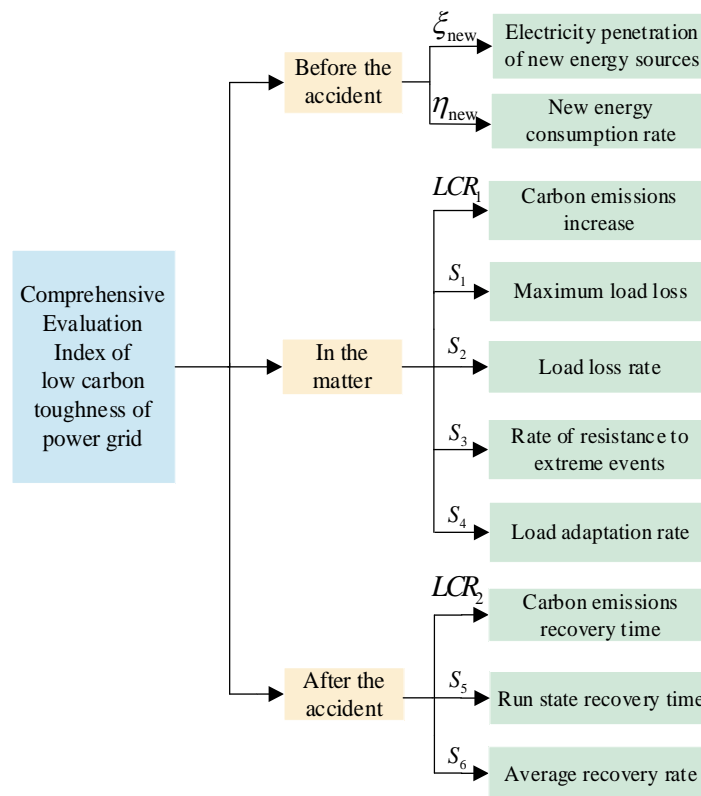 Comprehensive
Evaluation
Index of
low carbon
toughness of
power grid
Before the
accident
ξnew
Electricity penetration
of new energy sources
ηnew
New energy
consumption rate
In the
matter
LCR1
Carbon emissions
increase
S1
Maximum load loss
S2
Load loss rate
S3
Rate of resistance to
extreme events
S4
Load adaptation rate
After the
accident
LCR2
Carbon emissions
recovery time
S5
Run state recovery time
S6
Average recovery rate